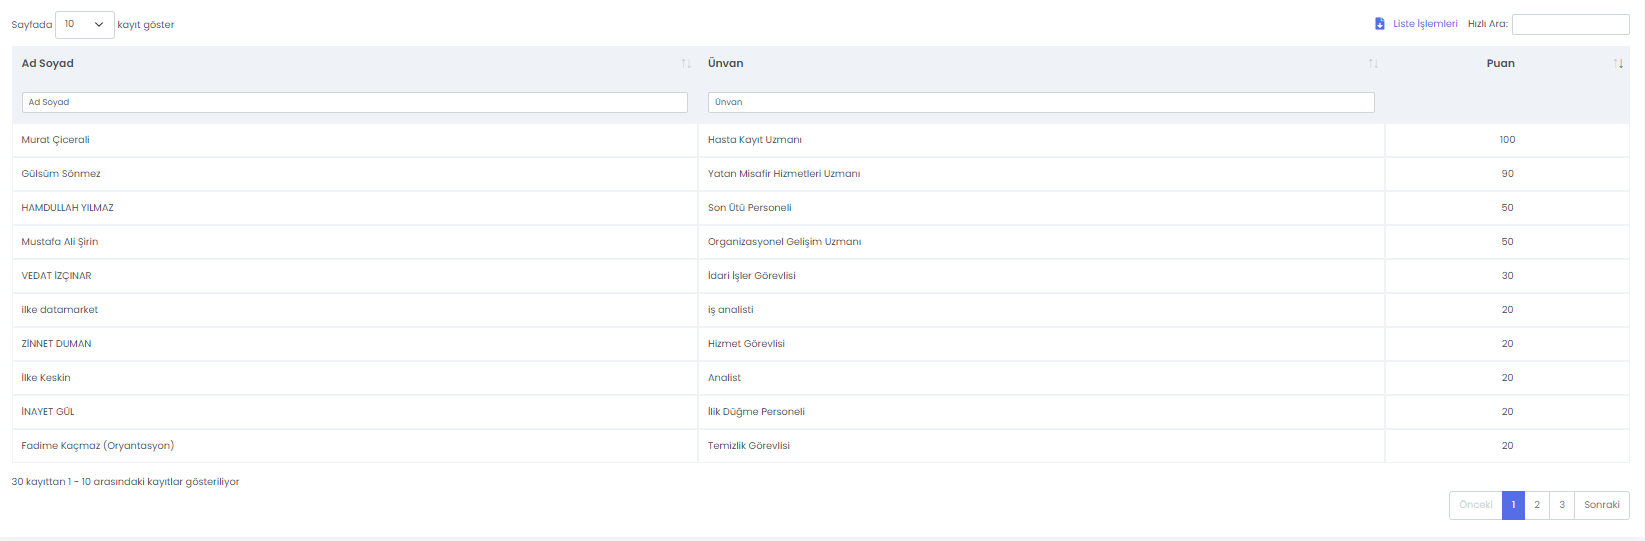 Sayfada 10 kayıt göster Liste İşlemleri Hızlı Ara:
Ad Soyad Ünvan Puan
Ad Soyad Ünvan
Murat Çicerali Hasta Kayıt Uzmanı 100
Gülsüm Sönmez Yatan Misafir Hizmetleri Uzmanı 90
HAMDULLAH YILMAZ Son Ütü Personeli 50
Mustafa Ali Şirin Organizasyonel Gelişim Uzmanı 50
VEDAT İZÇINAR İdari İşler Görevlisi 30
ilke datamarket iş analisti 20
ZİNNET DUMAN Hizmet Görevlisi 20
İlke Keskin Analist 20
İNAYET GÜL İlik Düğme Personeli 20
Fadime Kaçmaz (Oryantasyon) Temizlik Görevlisi 20
30 kayıttan 1 - 10 arasındaki kayıtlar gösteriliyor
Önceki 1 2 3 Sonraki